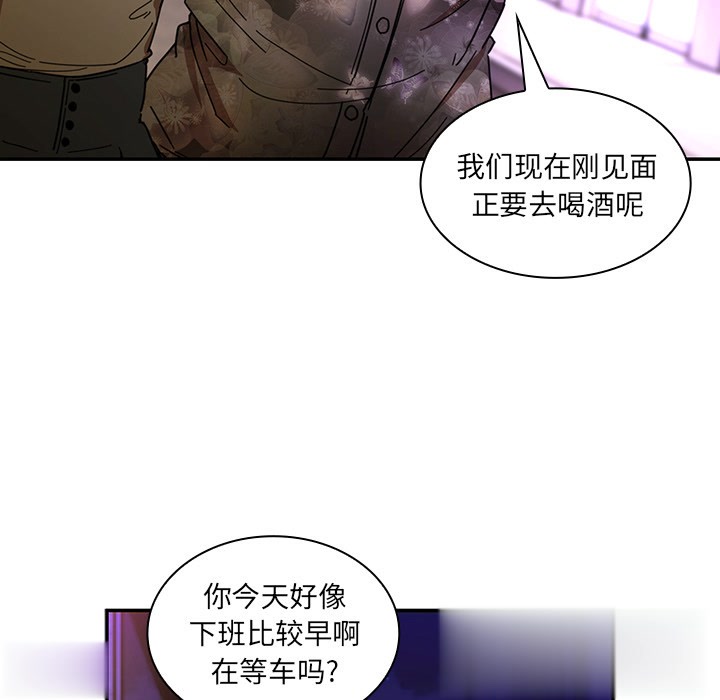 我们现在刚见面
正要去喝酒呢
你今天好像
下班比较早啊
在等车吗?